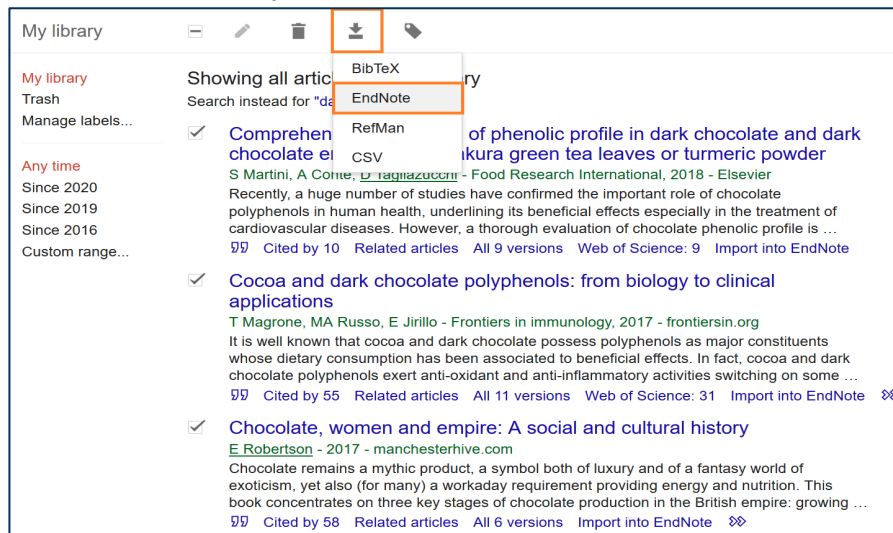 My library
My library
Trash
Manage labels...
Any time
Since 2020
Since 2019
Since 2016
Custom range...
BibTeX
EndNote
RefMan
CSV
Showing all artic ry
Search instead for "da
Comprehen of phenolic profile in dark chocolate and dark
chocolate e kura green tea leaves or turmeric powder
S Martini, A Conte, D Tagliazucchi - Food Research International, 2018 - Elsevier
Recently, a huge number of studies have confirmed the important role of chocolate
polyphenols in human health, underlining its beneficial effects especially in the treatment of
cardiovascular diseases. However, a thorough evaluation of chocolate phenolic profile is …
Cited by 10 Related articles All 9 versions Web of Science: 9 Import into EndNote
Cocoa and dark chocolate polyphenols: from biology to clinical
applications
T Magrone, MA Russo, E Jirillo - Frontiers in immunology, 2017 - frontiersin.org
It is well known that cocoa and dark chocolate possess polyphenols as major constituents
whose dietary consumption has been associated to beneficial effects. In fact, cocoa and dark
chocolate polyphenols exert anti-oxidant and anti-inflammatory activities switching on some …
Cited by 55 Related articles All 11 versions Web of Science: 31 Import into EndNote
Chocolate, women and empire: A social and cultural history
E Robertson - 2017 - manchesterhive.com
Chocolate remains a mythic product, a symbol both of luxury and of a fantasy world of
exoticism, yet also (for many) a workaday requirement providing energy and nutrition. This
book concentrates on three key stages of chocolate production in the British empire: growing …
Cited by 58 Related articles All 6 versions Import into EndNote